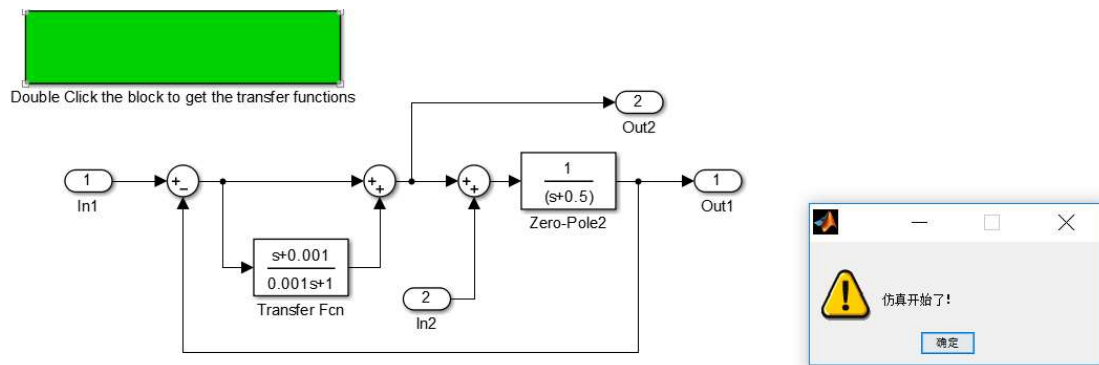 Double Click the block to get the transfer functions
2
Out2
1
In1
+
−
+
+
+
+
1
(s+0.5)
Zero-Pole2
1
Out1
s+0.001
0.001s+1
Transfer Fcn
2
In2
仿真开始了!
确定